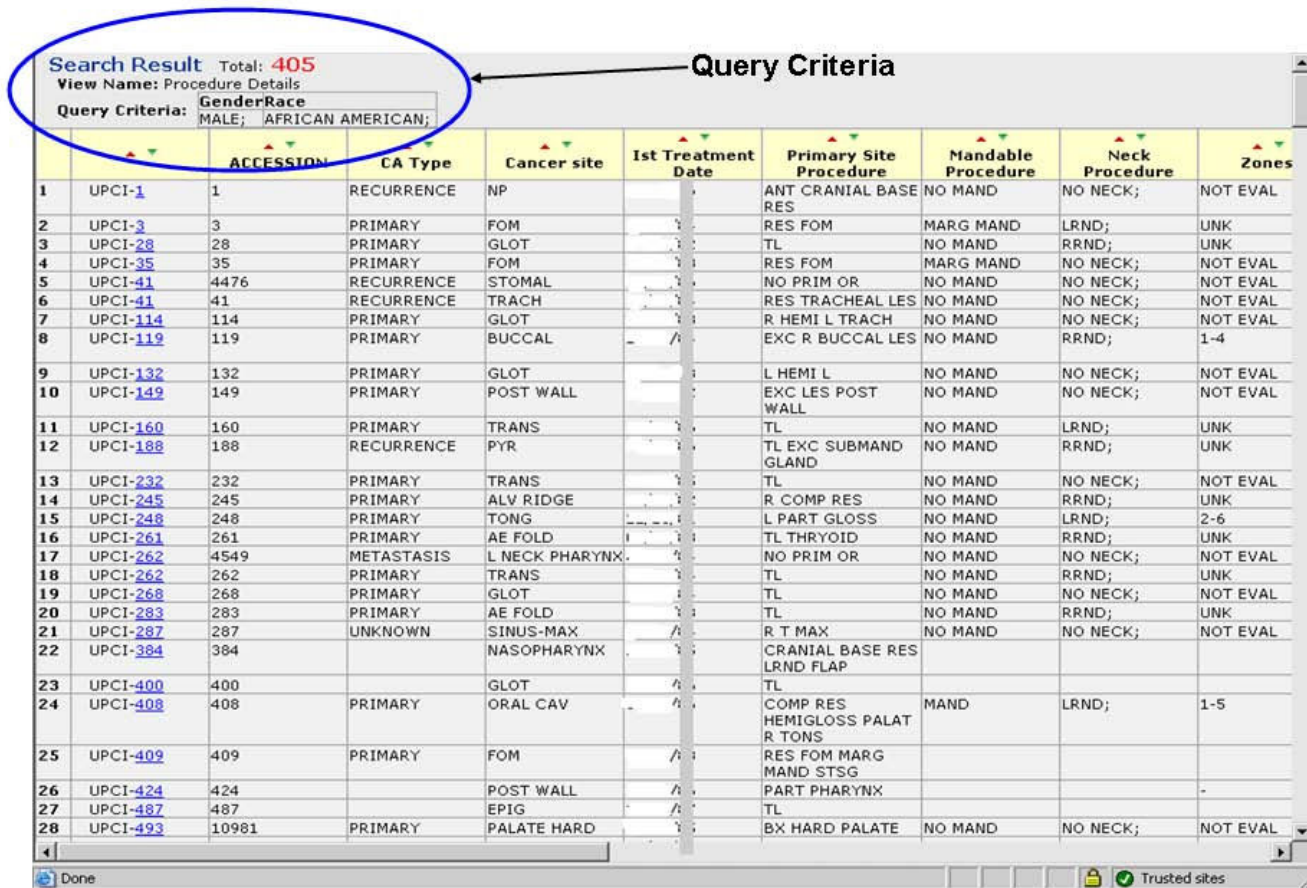 Search Result Total: 405
View Name: Procedure Details
Query Criteria: Gender Race
MALE; AFRICAN AMERICAN;
Query Criteria
ACCESSION CA Type Cancer site Ist Treatment Date Primary Site Procedure Mandable Procedure Neck Procedure Zones
1 UPCI-1 1 RECURRENCE NP ANT CRANIAL BASE RES NO MAND NO NECK; NOT EVAL
2 UPCI-3 3 PRIMARY FOM RES FOM MARG MAND LRND; UNK
3 UPCI-28 28 PRIMARY GLOT TL NO MAND RRND; UNK
4 UPCI-35 35 PRIMARY FOM RES FOM MARG MAND NO NECK; NOT EVAL
5 UPCI-41 4476 RECURRENCE STOMAL NO PRIM OR NO MAND NO NECK; NOT EVAL
6 UPCI-41 41 RECURRENCE TRACH RES TRACHEAL LES NO MAND NO NECK; NOT EVAL
7 UPCI-114 114 PRIMARY GLOT R HEMI L TRACH NO MAND NO NECK; NOT EVAL
8 UPCI-119 119 PRIMARY BUCCAL EXC R BUCCAL LES NO MAND RRND; 1-4
9 UPCI-132 132 PRIMARY GLOT L HEMI L NO MAND NO NECK; NOT EVAL
10 UPCI-149 149 PRIMARY POST WALL EXC LES POST WALL NO MAND NO NECK; NOT EVAL
11 UPCI-160 160 PRIMARY TRANS TL NO MAND LRND; UNK
12 UPCI-188 188 RECURRENCE PYR TL EXC SUBMAND GLAND NO MAND RRND; UNK
13 UPCI-232 232 PRIMARY TRANS TL NO MAND NO NECK; NOT EVAL
14 UPCI-245 245 PRIMARY ALV RIDGE R COMP RES NO MAND RRND; UNK
15 UPCI-248 248 PRIMARY TONG L PART GLOSS NO MAND LRND; 2-6
16 UPCI-261 261 PRIMARY AE FOLD TL THRYOID NO MAND RRND; UNK
17 UPCI-262 4549 METASTASIS L NECK PHARYNX NO PRIM OR NO MAND NO NECK; NOT EVAL
18 UPCI-262 262 PRIMARY TRANS TL NO MAND RRND; UNK
19 UPCI-268 268 PRIMARY GLOT TL NO MAND NO NECK; NOT EVAL
20 UPCI-283 283 PRIMARY AE FOLD TL NO MAND RRND; UNK
21 UPCI-287 287 UNKNOWN SINUS-MAX R T MAX NO MAND NO NECK; NOT EVAL
22 UPCI-384 384 NASOPHARYNX CRANIAL BASE RES LRND FLAP
23 UPCI-400 400 GLOT TL
24 UPCI-408 408 PRIMARY ORAL CAV COMP RES HEMIGLOSS PALAT R TONS MAND LRND; 1-5
25 UPCI-409 409 PRIMARY FOM RES FOM MARG MAND STSG
26 UPCI-424 424 POST WALL PART PHARYNX -
27 UPCI-487 487 EPIG TL
28 UPCI-493 10981 PRIMARY PALATE HARD BX HARD PALATE NO MAND NO NECK; NOT EVAL
Done Trusted sites